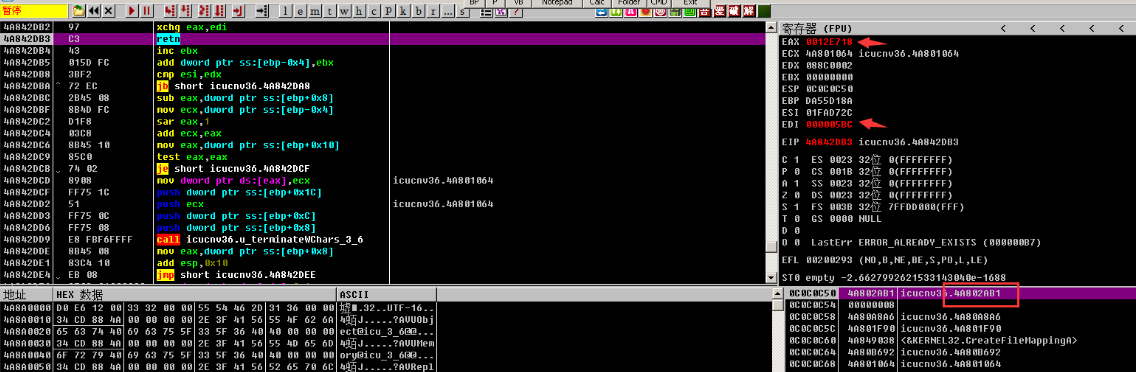 暂停
l e m t w h c p k b r ... s
BP P VB Notepad Calc Folder CMD Exit
4A842DB2 97 xchg eax,edi
4A842DB3 C3 retn
4A842DB4 43 inc ebx
4A842DB5 015D FC add dword ptr ss:[ebp-0x4],ebx
4A842DB8 3BF2 cmp esi,edx
4A842DBA ^ 72 EC jb short icucnv36.4A842DA8
4A842DBC 2B45 08 sub eax,dword ptr ss:[ebp+0x8]
4A842DBF 8B4D FC mov ecx,dword ptr ss:[ebp-0x4]
4A842DC2 D1F8 sar eax,1
4A842DC4 03C8 add ecx,eax
4A842DC6 8B45 10 mov eax,dword ptr ss:[ebp+0x10]
4A842DC9 85C0 test eax,eax
4A842DCB 74 02 je short icucnv36.4A842DCF
4A842DCD 8908 mov dword ptr ds:[eax],ecx icucnv36.4A801064
4A842DCF FF75 1C push dword ptr ss:[ebp+0x1C]
4A842DD2 51 push ecx icucnv36.4A801064
4A842DD3 FF75 0C push dword ptr ss:[ebp+0xC]
4A842DD6 FF75 08 push dword ptr ss:[ebp+0x8]
4A842DD9 E8 FBF6FFFF call icucnv36.u_terminateWChars_3_6
4A842DDE 8B45 08 mov eax,dword ptr ss:[ebp+0x8]
4A842DE1 83C4 10 add esp,0x10
4A842DE4 EB 08 jmp short icucnv36.4A842DEE
寄存器 (FPU) < < < < <
EAX 0012E718
ECX 4A801064 icucnv36.4A801064
EDX 088C0002
EBX 00000000
ESP 0C0C0C50
EBP DA55D18A
ESI 01FAD72C
EDI 000005BC
EIP 4A842DB3 icucnv36.4A842DB3
C 1 ES 0023 32位 0(FFFFFFFF)
P 0 CS 001B 32位 0(FFFFFFFF)
A 1 SS 0023 32位 0(FFFFFFFF)
Z 0 DS 0023 32位 0(FFFFFFFF)
S 1 FS 003B 32位 7FFDD000(FFF)
T 0 GS 0000 NULL
D 0
O 0 LastErr ERROR_ALREADY_EXISTS (000000B7)
EFL 00200293 (NO,B,NE,BE,S,PO,L,LE)
ST0 empty -2.6627992621533143040e-1688
地址 HEX 数据 ASCII
4A8A0000 D0 E6 12 00 33 32 00 00 55 54 46 2D 31 36 00 00
4A8A0010 34 CD 88 4A 00 00 00 00 2E 3F 41 56 55 4F 62 6A
4A8A0020 65 63 74 40 69 63 75 5F 33 5F 36 40 40 00 00 00 ect@icu_3_6@@...
4A8A0030 34 CD 88 4A 00 00 00 00 2E 3F 41 56 55 4D 65 6D
4A8A0040 6F 72 79 40 69 63 75 5F 33 5F 36 40 40 00 00 00 ory@icu_3_6@@...
4A8A0050 34 CD 88 4A 00 00 00 00 2E 3F 41 56 52 65 70 6C
0C0C0C50 4A802AB1 icucnv36.4A802AB1
0C0C0C54 00000008
0C0C0C58 4A80A8A6 icucnv36.4A80A8A6
0C0C0C5C 4A801F90 icucnv36.4A801F90
0C0C0C60 4A849038 <&KERNEL32.CreateFileMappingA>
0C0C0C64 4A80B692 icucnv36.4A80B692
0C0C0C68 4A801064 icucnv36.4A801064